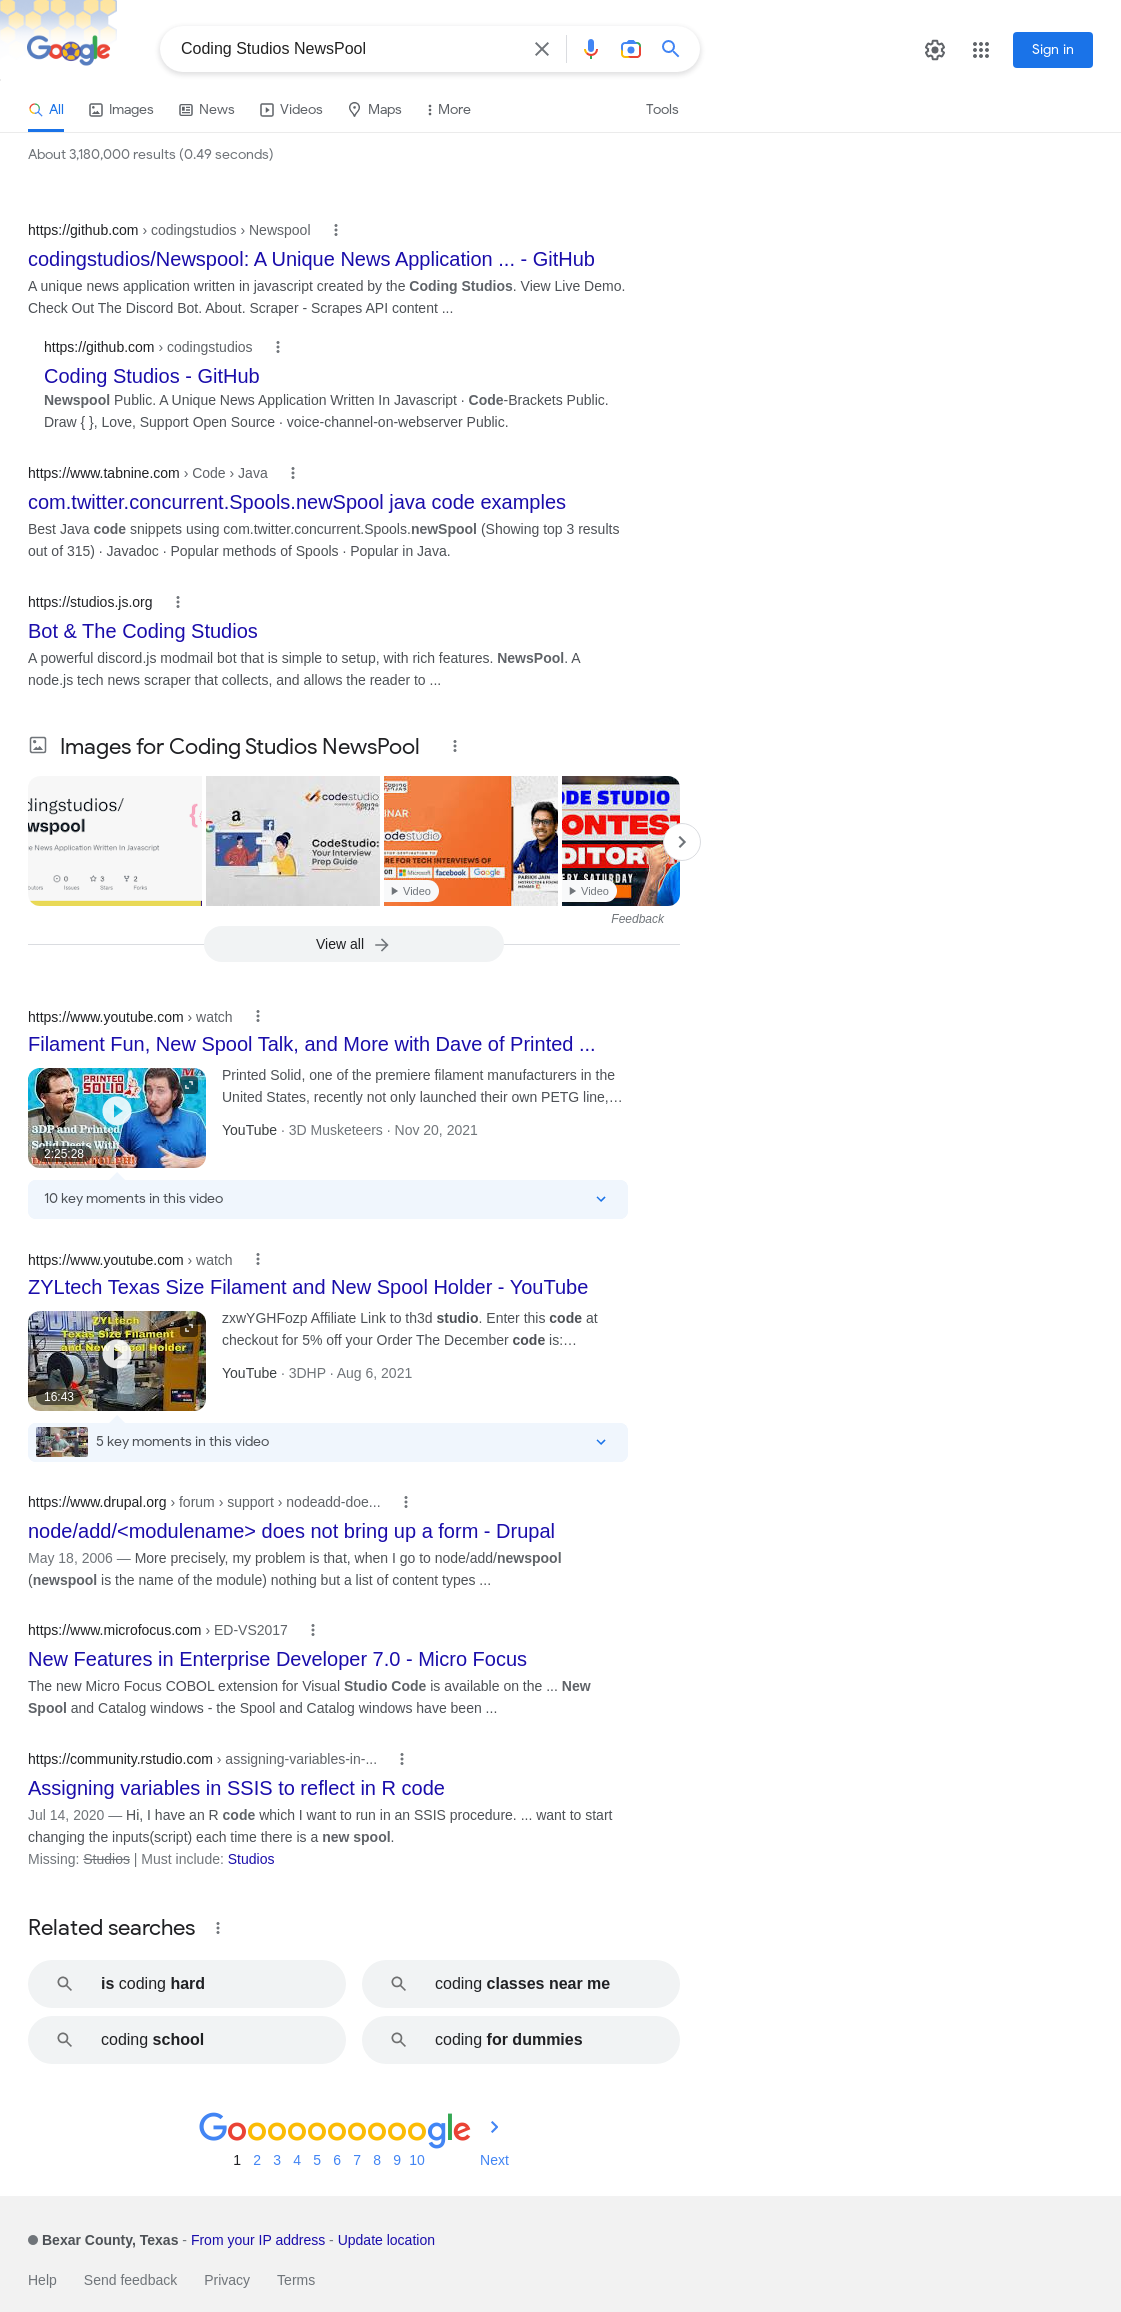 Google
Coding Studios NewsPool
Sign in
All
Images
News
Videos
Maps
More
Tools
About 3,180,000 results (0.49 seconds)
https://github.com › codingstudios › Newspool
codingstudios/Newspool: A Unique News Application ... - GitHub
A unique news application written in javascript created by the Coding Studios. View Live Demo.
Check Out The Discord Bot. About. Scraper - Scrapes API content ...
https://github.com › codingstudios
Coding Studios - GitHub
Newspool Public. A Unique News Application Written In Javascript · Code-Brackets Public.
Draw { }, Love, Support Open Source · voice-channel-on-webserver Public.
https://www.tabnine.com › Code › Java
com.twitter.concurrent.Spools.newSpool java code examples
Best Java code snippets using com.twitter.concurrent.Spools.newSpool (Showing top 3 results
out of 315) · Javadoc · Popular methods of Spools · Popular in Java.
https://studios.js.org
Bot & The Coding Studios
A powerful discord.js modmail bot that is simple to setup, with rich features. NewsPool. A
node.js tech news scraper that collects, and allows the reader to ...
Images for Coding Studios NewsPool
dingstudios/
wspool
e News Application Written In Javascript
0
Issues
3
Stars
2
Forks
codestudio
CodeStudio:
Your Interview
Prep Guide
INAR
odestudio
RE FOR TECH INTERVIEWS OF
on Microsoft facebook Google
PARIKH JAIN
Video
ODE STUDIO
CONTEST
DITOR
RY SATURDAY
Video
Feedback
View all
https://www.youtube.com › watch
Filament Fun, New Spool Talk, and More with Dave of Printed ...
PRINTED
SOLID
3DP and Printed
Solid Deets With
2:25:28
Printed Solid, one of the premiere filament manufacturers in the
United States, recently not only launched their own PETG line,…
YouTube · 3D Musketeers · Nov 20, 2021
10 key moments in this video
https://www.youtube.com › watch
ZYLtech Texas Size Filament and New Spool Holder - YouTube
ZYLtech
Texas Size Filament
and New Spool Holder
16:43
zxwYGHFozp Affiliate Link to th3d studio. Enter this code at
checkout for 5% off your Order The December code is:…
YouTube · 3DHP · Aug 6, 2021
5 key moments in this video
https://www.drupal.org › forum › support › nodeadd-doe...
node/add/<modulename> does not bring up a form - Drupal
May 18, 2006 — More precisely, my problem is that, when I go to node/add/newspool
(newspool is the name of the module) nothing but a list of content types ...
https://www.microfocus.com › ED-VS2017
New Features in Enterprise Developer 7.0 - Micro Focus
The new Micro Focus COBOL extension for Visual Studio Code is available on the ... New
Spool and Catalog windows - the Spool and Catalog windows have been ...
https://community.rstudio.com › assigning-variables-in-...
Assigning variables in SSIS to reflect in R code
Jul 14, 2020 — Hi, I have an R code which I want to run in an SSIS procedure. ... want to start
changing the inputs(script) each time there is a new spool.
Missing: Studios | Must include: Studios
Related searches
is coding hard
coding classes near me
coding school
coding for dummies
Goooooooooogle
1 2 3 4 5 6 7 8 9 10 Next
Bexar County, Texas - From your IP address - Update location
Help Send feedback Privacy Terms